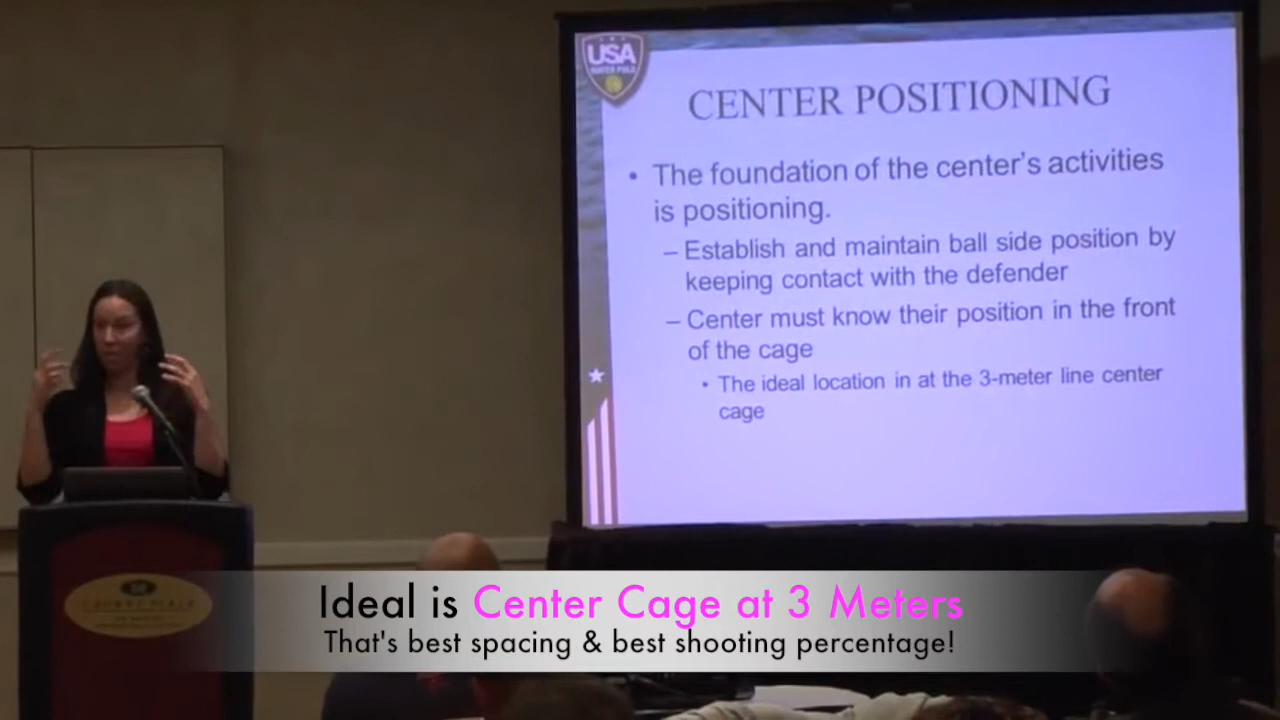 USA
WATER POLO
CENTER POSITIONING
• The foundation of the center's activities
is positioning.
– Establish and maintain ball side position by
keeping contact with the defender
– Center must know their position in the front
of the cage
• The ideal location in at the 3-meter line center
cage
Ideal is Center Cage at 3 Meters
That's best spacing & best shooting percentage!